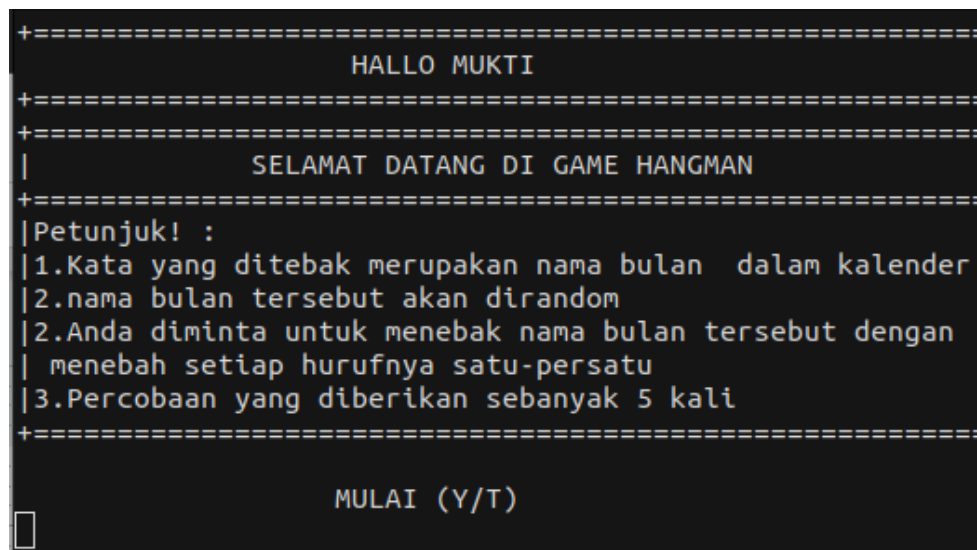 +========================================================
HALLO MUKTI
+========================================================
+========================================================
| SELAMAT DATANG DI GAME HANGMAN
+========================================================
|Petunjuk! :
|1.Kata yang ditebak merupakan nama bulan  dalam kalender
|2.nama bulan tersebut akan dirandom
|2.Anda diminta untuk menebak nama bulan tersebut dengan
| menebah setiap hurufnya satu-persatu
|3.Percobaan yang diberikan sebanyak 5 kali
+========================================================
MULAI (Y/T)